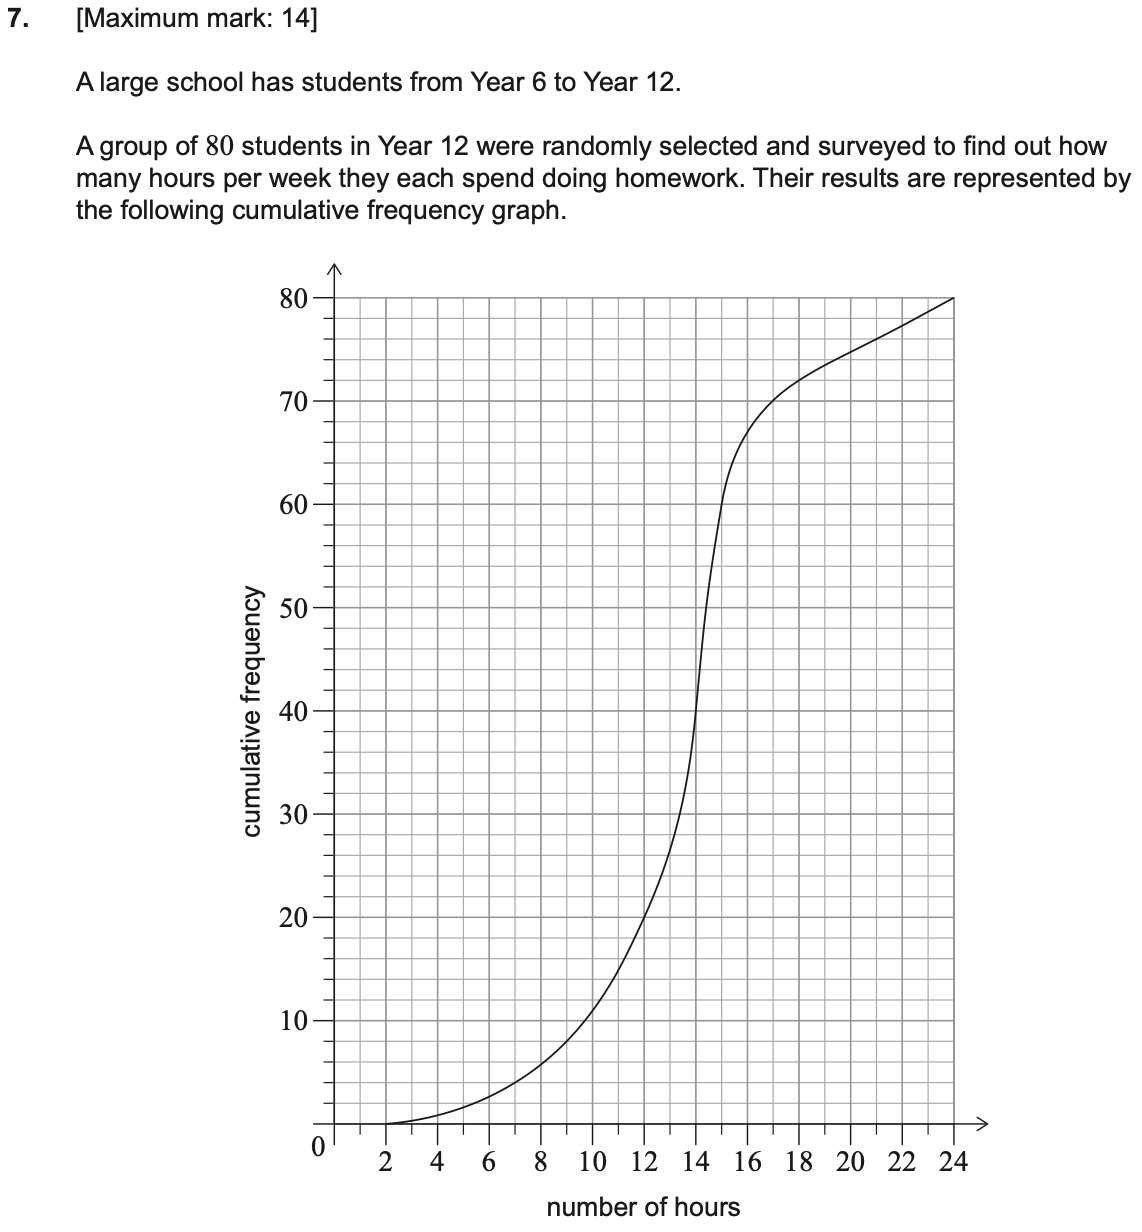 7. [Maximum mark: 14]
A large school has students from Year 6 to Year 12.
A group of 80 students in Year 12 were randomly selected and surveyed to find out how
many hours per week they each spend doing homework. Their results are represented by
the following cumulative frequency graph.
80
70
60
50
40
30
20
10
0
cumulative frequency
2 4 6 8 10 12 14 16 18 20 22 24
number of hours